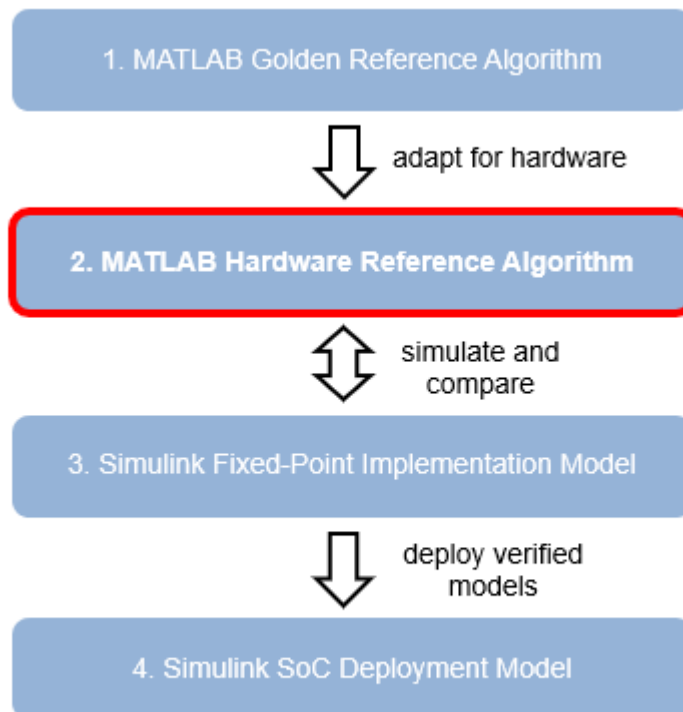 1. MATLAB Golden Reference Algorithm
adapt for hardware
2. MATLAB Hardware Reference Algorithm
simulate and
compare
3. Simulink Fixed-Point Implementation Model
deploy verified
models
4. Simulink SoC Deployment Model